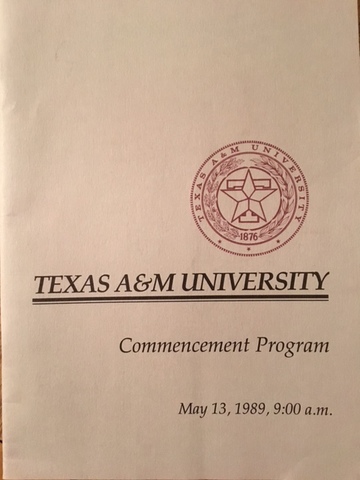 TEXAS A&M UNIVERSITY
1876
TEXAS A&M UNIVERSITY
Commencement Program
May 13, 1989, 9:00 a.m.